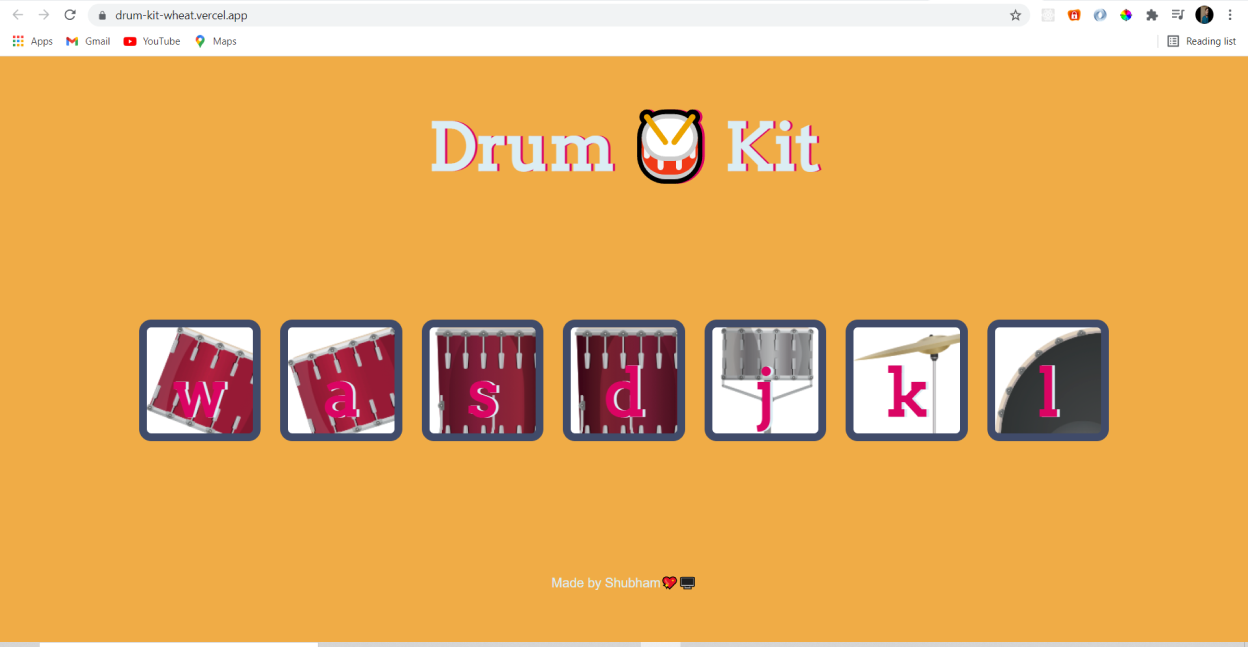 drum-kit-wheat.vercel.app
Apps Gmail YouTube Maps Reading list
Drum 🥁 Kit
w a s d j k l
Made by Shubham💖🖥